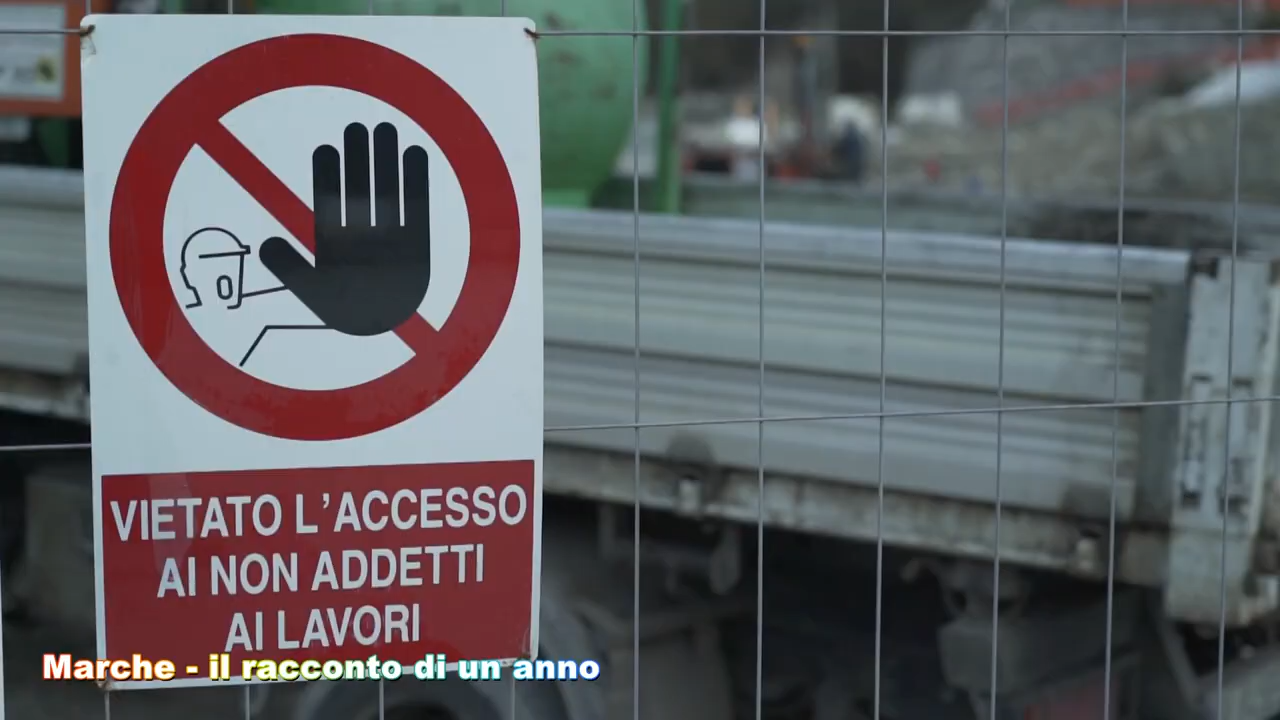 VIETATO L'ACCESSO
AI NON ADDETTI
AI LAVORI
Marche - il racconto di un anno